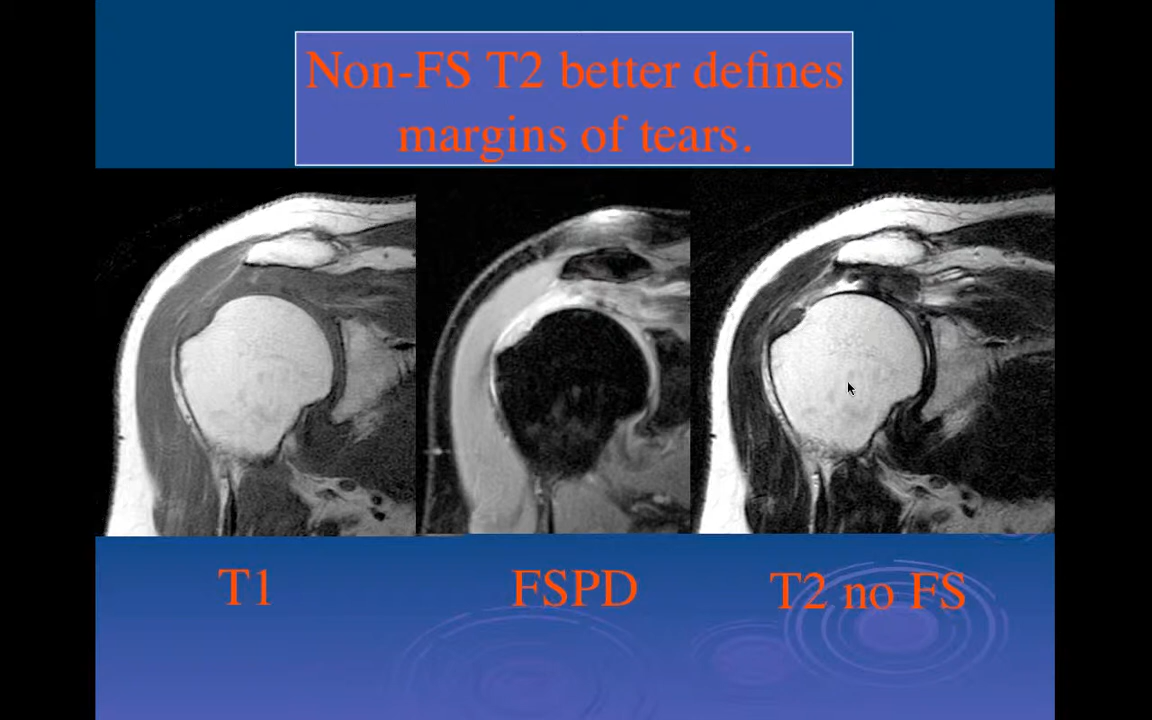 Non-FS T2 better defines
margins of tears.
T1
FSPD
T2 no FS